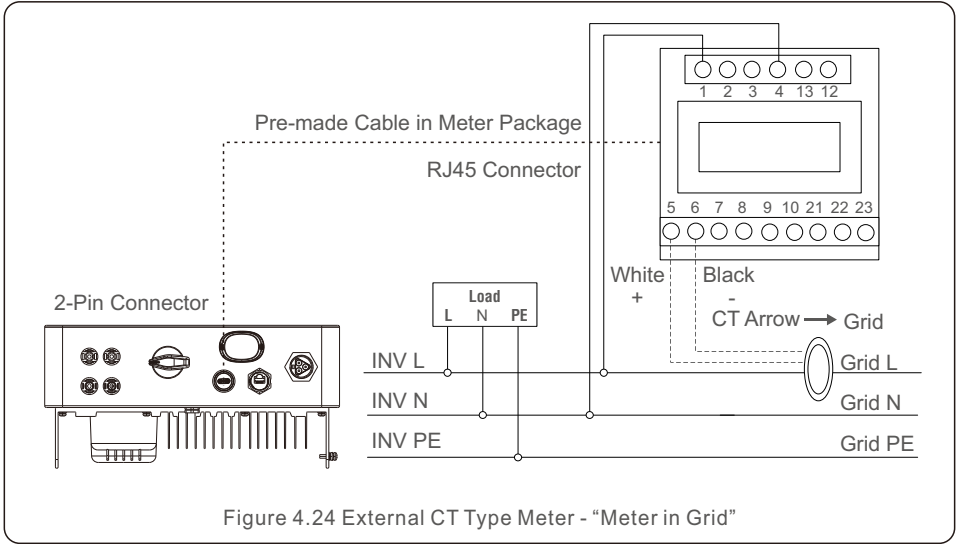 1 2 3 4 13 12
Pre-made Cable in Meter Package
RJ45 Connector
5 6 7 8 9 10 21 22 23
White
+
Black
-
CT Arrow → Grid
2-Pin Connector
Load
L N PE
INV L
Grid L
INV N
Grid N
INV PE
Grid PE
Figure 4.24 External CT Type Meter - “Meter in Grid”